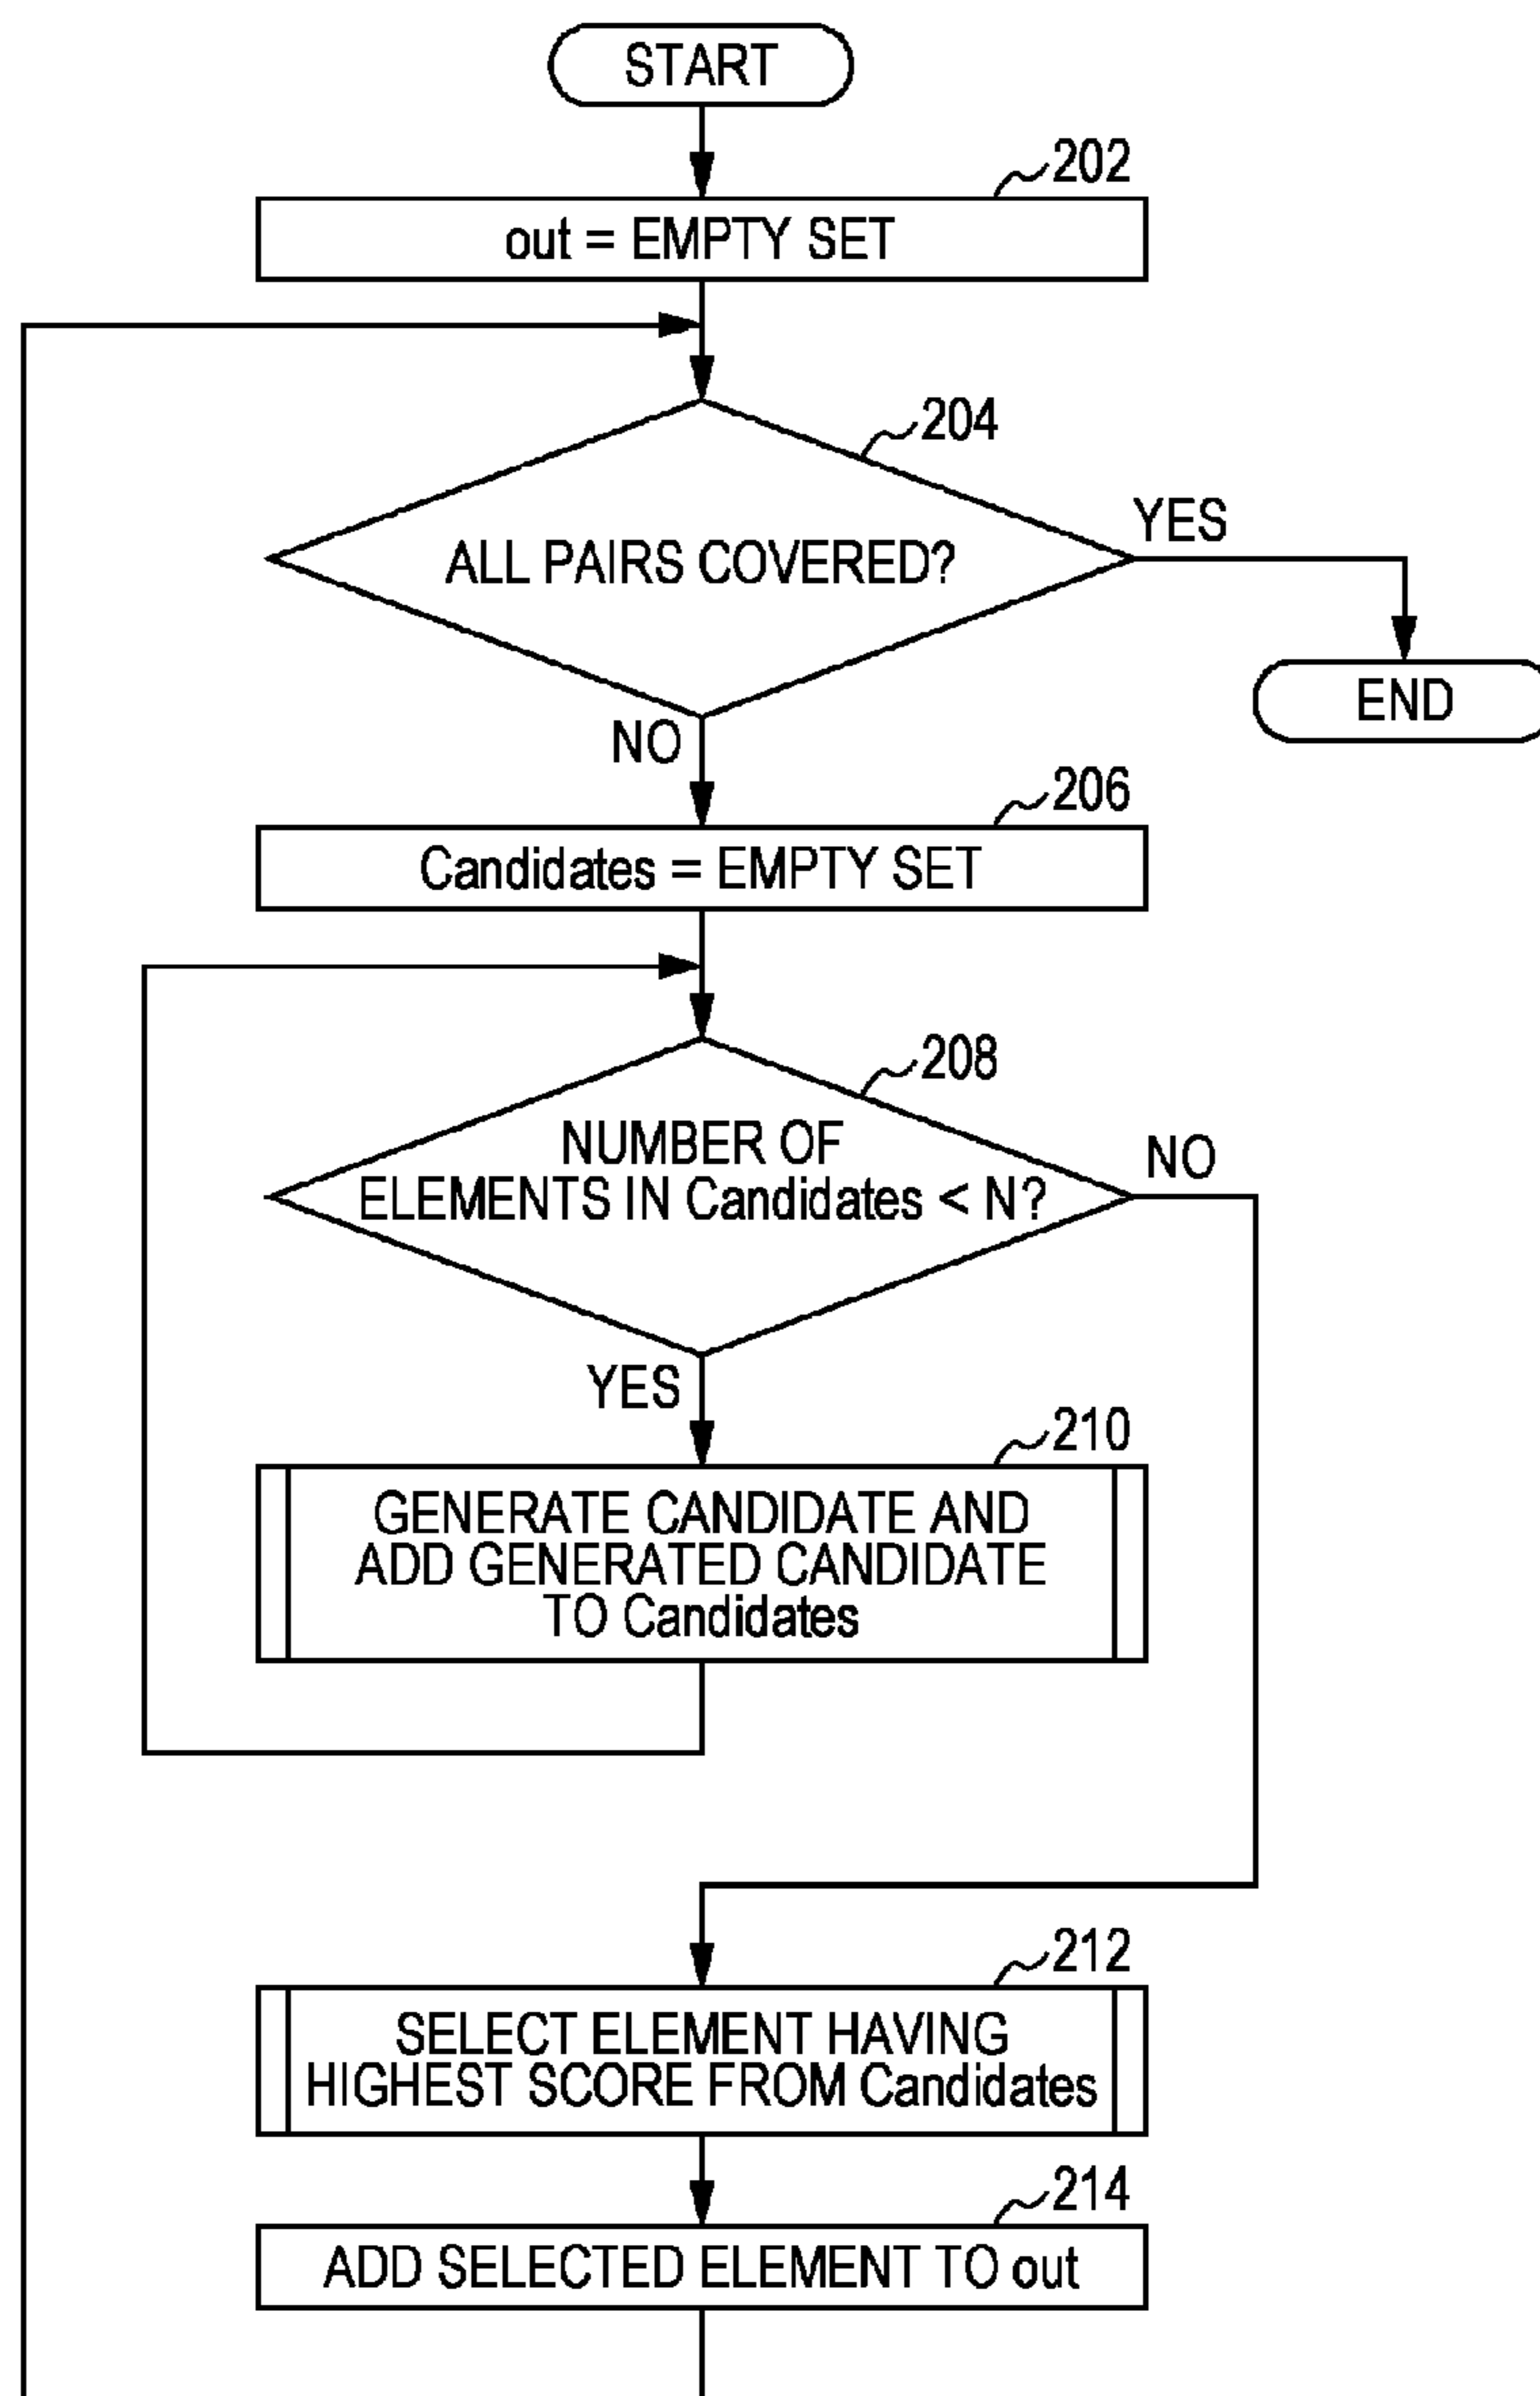 START
202
out = EMPTY SET
204
ALL PAIRS COVERED?
YES
END
NO
206
Candidates = EMPTY SET
208
NUMBER OF
ELEMENTS IN Candidates < N?
NO
YES
210
GENERATE CANDIDATE AND
ADD GENERATED CANDIDATE
TO Candidates
212
SELECT ELEMENT HAVING
HIGHEST SCORE FROM Candidates
214
ADD SELECTED ELEMENT TO out